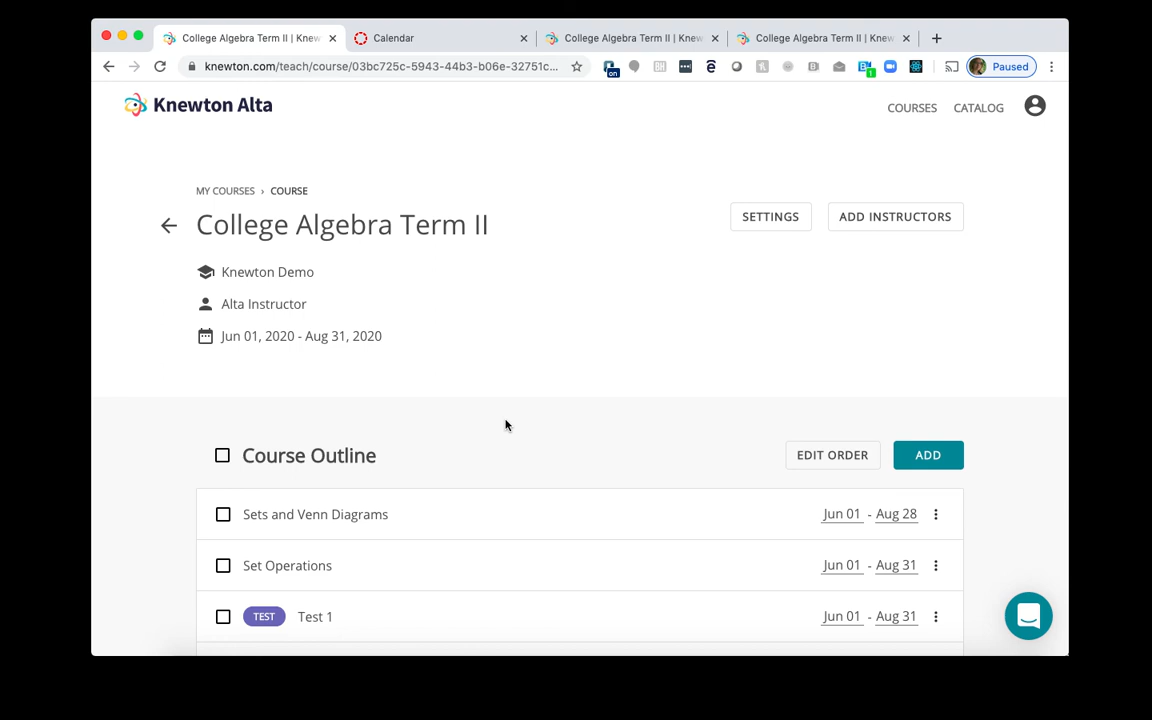 College Algebra Term II | Knew
Calendar
College Algebra Term II | Knew
College Algebra Term II | Knew
knewton.com/teach/course/03bc725c-5943-44b3-b06e-32751c...
on
1
Paused
Knewton Alta
COURSES
CATALOG
MY COURSES › COURSE
College Algebra Term II
SETTINGS
ADD INSTRUCTORS
Knewton Demo
Alta Instructor
Jun 01, 2020 - Aug 31, 2020
Course Outline
EDIT ORDER
ADD
Sets and Venn Diagrams
Jun 01 - Aug 28
Set Operations
Jun 01 - Aug 31
TEST Test 1
Jun 01 - Aug 31